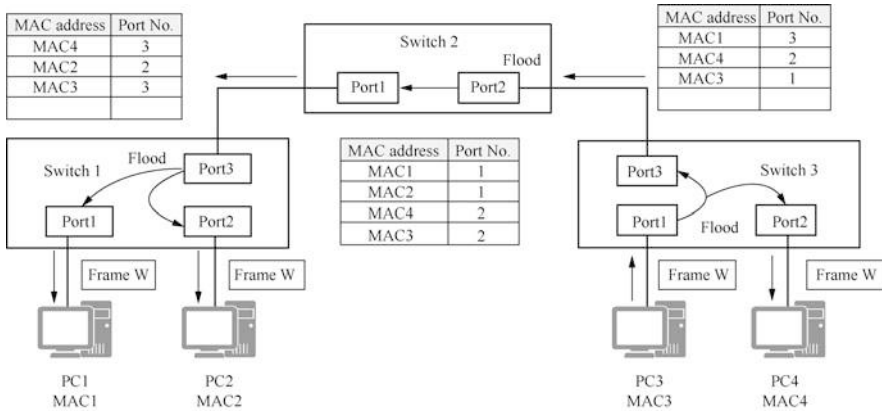 MAC address Port No.
MAC4 3
MAC2 2
MAC3 3
Switch 2
Flood
Port1
Port2
MAC address Port No.
MAC1 3
MAC4 2
MAC3 1
Switch 1
Flood
Port3
Port1
Port2
Frame W
Frame W
MAC address Port No.
MAC1 1
MAC2 1
MAC4 2
MAC3 2
Port3
Switch 3
Port1
Flood
Port2
Frame W
Frame W
PC1
MAC1
PC2
MAC2
PC3
MAC3
PC4
MAC4